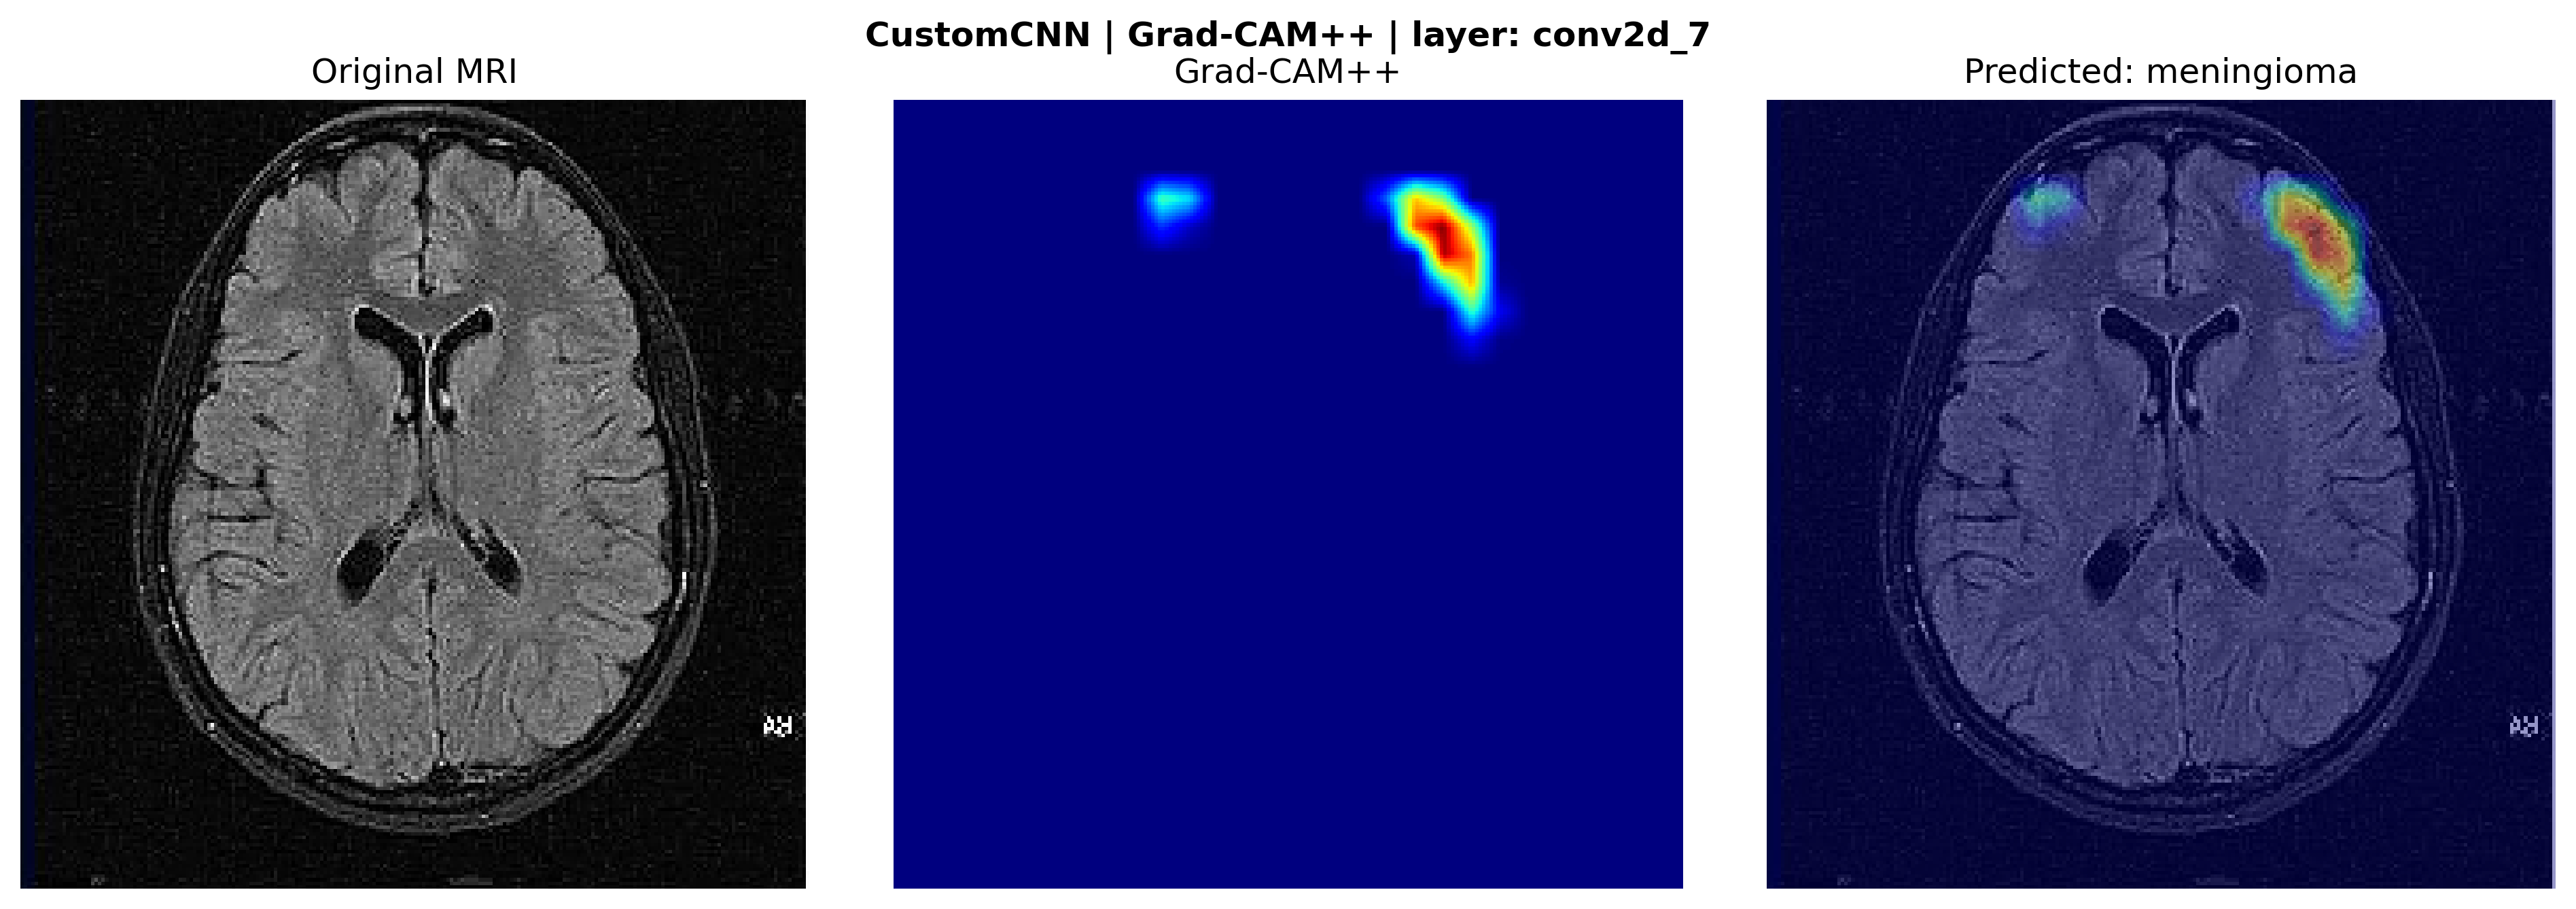 CustomCNN | Grad-CAM++ | layer: conv2d_7
Original MRI
Grad-CAM++
Predicted: meningioma